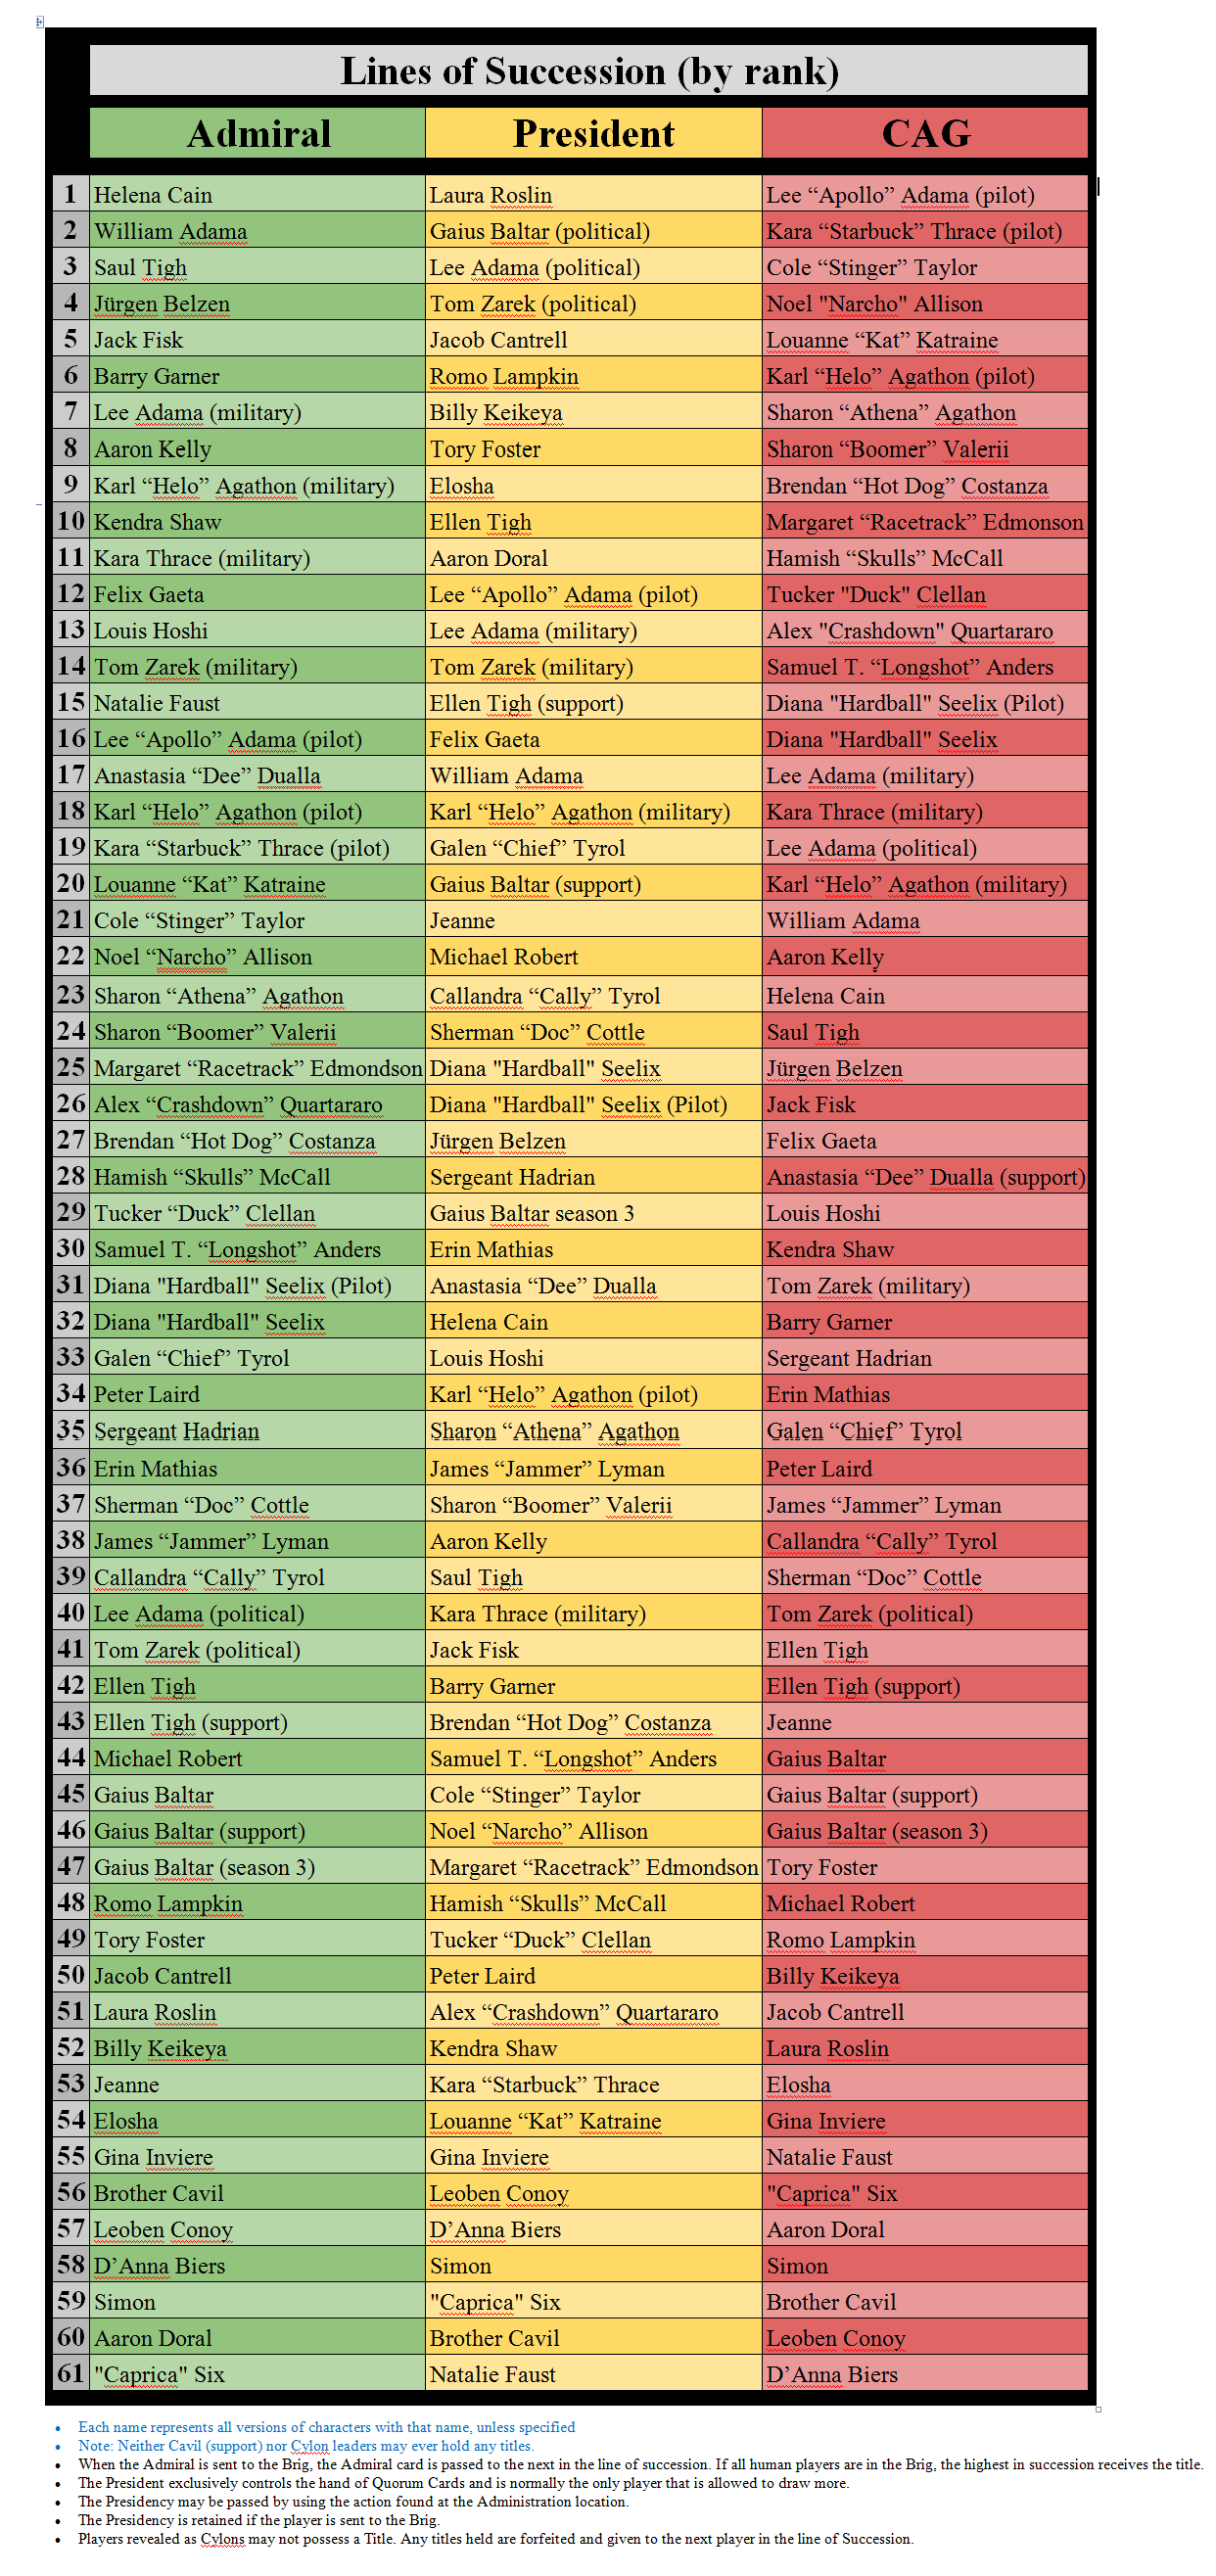 Lines of Succession (by rank)
Admiral President CAG
1 Helena Cain Laura Roslin Lee “Apollo” Adama (pilot)
2 William Adama Gaius Baltar (political) Kara “Starbuck” Thrace (pilot)
3 Saul Tigh Lee Adama (political) Cole “Stinger” Taylor
4 Jürgen Belzen Tom Zarek (political) Noel "Narcho" Allison
5 Jack Fisk Jacob Cantrell Louanne “Kat” Katraine
6 Barry Garner Romo Lampkin Karl “Helo” Agathon (pilot)
7 Lee Adama (military) Billy Keikeya Sharon “Athena” Agathon
8 Aaron Kelly Tory Foster Sharon “Boomer” Valerii
9 Karl “Helo” Agathon (military) Elosha Brendan “Hot Dog” Costanza
10 Kendra Shaw Ellen Tigh Margaret “Racetrack” Edmonson
11 Kara Thrace (military) Aaron Doral Hamish “Skulls” McCall
12 Felix Gaeta Lee “Apollo” Adama (pilot) Tucker "Duck" Clellan
13 Louis Hoshi Lee Adama (military) Alex "Crashdown" Quartararo
14 Tom Zarek (military) Tom Zarek (military) Samuel T. “Longshot” Anders
15 Natalie Faust Ellen Tigh (support) Diana "Hardball" Seelix (Pilot)
16 Lee “Apollo” Adama (pilot) Felix Gaeta Diana "Hardball" Seelix
17 Anastasia “Dee” Dualla William Adama Lee Adama (military)
18 Karl “Helo” Agathon (pilot) Karl “Helo” Agathon (military) Kara Thrace (military)
19 Kara “Starbuck” Thrace (pilot) Galen “Chief” Tyrol Lee Adama (political)
20 Louanne “Kat” Katraine Gaius Baltar (support) Karl “Helo” Agathon (military)
21 Cole “Stinger” Taylor Jeanne William Adama
22 Noel “Narcho” Allison Michael Robert Aaron Kelly
23 Sharon “Athena” Agathon Callandra “Cally” Tyrol Helena Cain
24 Sharon “Boomer” Valerii Sherman “Doc” Cottle Saul Tigh
25 Margaret “Racetrack” Edmondson Diana "Hardball" Seelix Jürgen Belzen
26 Alex “Crashdown” Quartararo Diana "Hardball" Seelix (Pilot) Jack Fisk
27 Brendan “Hot Dog” Costanza Jürgen Belzen Felix Gaeta
28 Hamish “Skulls” McCall Sergeant Hadrian Anastasia “Dee” Dualla (support)
29 Tucker “Duck” Clellan Gaius Baltar season 3 Louis Hoshi
30 Samuel T. “Longshot” Anders Erin Mathias Kendra Shaw
31 Diana "Hardball" Seelix (Pilot) Anastasia “Dee” Dualla Tom Zarek (military)
32 Diana "Hardball" Seelix Helena Cain Barry Garner
33 Galen “Chief” Tyrol Louis Hoshi Sergeant Hadrian
34 Peter Laird Karl “Helo” Agathon (pilot) Erin Mathias
35 Sergeant Hadrian Sharon “Athena” Agathon Galen “Chief” Tyrol
36 Erin Mathias James “Jammer” Lyman Peter Laird
37 Sherman “Doc” Cottle Sharon “Boomer” Valerii James “Jammer” Lyman
38 James “Jammer” Lyman Aaron Kelly Callandra “Cally” Tyrol
39 Callandra “Cally” Tyrol Saul Tigh Sherman “Doc” Cottle
40 Lee Adama (political) Kara Thrace (military) Tom Zarek (political)
41 Tom Zarek (political) Jack Fisk Ellen Tigh
42 Ellen Tigh Barry Garner Ellen Tigh (support)
43 Ellen Tigh (support) Brendan “Hot Dog” Costanza Jeanne
44 Michael Robert Samuel T. “Longshot” Anders Gaius Baltar
45 Gaius Baltar Cole “Stinger” Taylor Gaius Baltar (support)
46 Gaius Baltar (support) Noel “Narcho” Allison Gaius Baltar (season 3)
47 Gaius Baltar (season 3) Margaret “Racetrack” Edmondson Tory Foster
48 Romo Lampkin Hamish “Skulls” McCall Michael Robert
49 Tory Foster Tucker “Duck” Clellan Romo Lampkin
50 Jacob Cantrell Peter Laird Billy Keikeya
51 Laura Roslin Alex “Crashdown” Quartararo Jacob Cantrell
52 Billy Keikeya Kendra Shaw Laura Roslin
53 Jeanne Kara “Starbuck” Thrace Elosha
54 Elosha Louanne “Kat” Katraine Gina Inviere
55 Gina Inviere Gina Inviere Natalie Faust
56 Brother Cavil Leoben Conoy "Caprica" Six
57 Leoben Conoy D’Anna Biers Aaron Doral
58 D’Anna Biers Simon Simon
59 Simon "Caprica" Six Brother Cavil
60 Aaron Doral Brother Cavil Leoben Conoy
61 "Caprica" Six Natalie Faust D’Anna Biers
• Each name represents all versions of characters with that name, unless specified
• Note: Neither Cavil (support) nor Cylon leaders may ever hold any titles.
• When the Admiral is sent to the Brig, the Admiral card is passed to the next in the line of succession. If all human players are in the Brig, the highest in succession receives the title.
• The President exclusively controls the hand of Quorum Cards and is normally the only player that is allowed to draw more.
• The Presidency may be passed by using the action found at the Administration location.
• The Presidency is retained if the player is sent to the Brig.
• Players revealed as Cylons may not possess a Title. Any titles held are forfeited and given to the next player in the line of Succession.